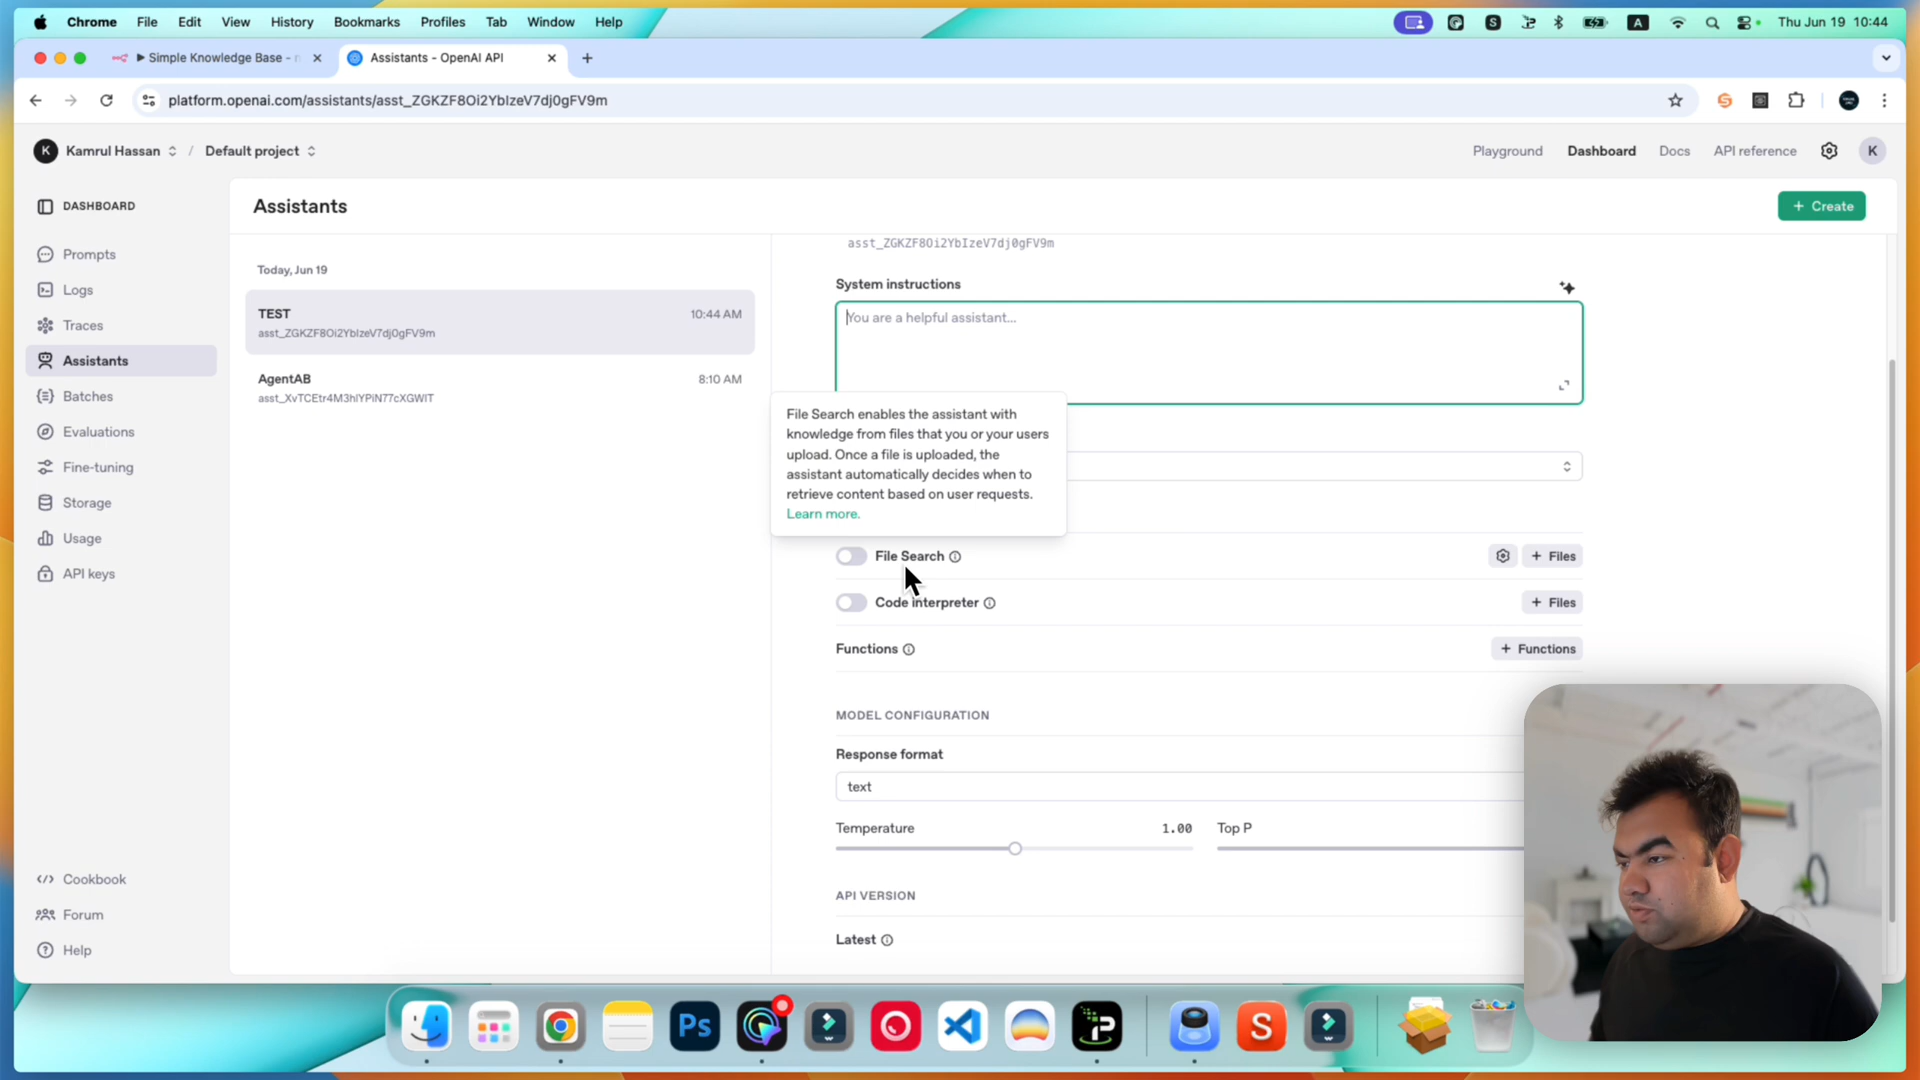 Chrome File Edit View History Bookmarks Profiles Tab Window Help
A Thu Jun 19 10:44
Simple Knowledge Base -
Assistants - OpenAI API
platform.openai.com/assistants/asst_ZGKZF8Oi2YbIzeV7dj0gFV9m
K Kamrul Hassan / Default project
Playground Dashboard Docs API reference K
DASHBOARD
Prompts
Logs
Traces
Assistants
Batches
Evaluations
Fine-tuning
Storage
Usage
API keys
Cookbook
Forum
Help
Assistants
+ Create
Today, Jun 19
TEST 10:44 AM
asst_ZGKZF8Oi2YbIzeV7dj0gFV9m
AgentAB 8:10 AM
asst_XvTCEtr4M3hlYPiN77cXGWlT
asst_ZGKZF8Oi2YbIzeV7dj0gFV9m
System instructions
You are a helpful assistant...
File Search enables the assistant with
knowledge from files that you or your users
upload. Once a file is uploaded, the
assistant automatically decides when to
retrieve content based on user requests.
Learn more.
File Search + Files
Code interpreter + Files
Functions + Functions
MODEL CONFIGURATION
Response format
text
Temperature 1.00 Top P
API VERSION
Latest
Ps
S